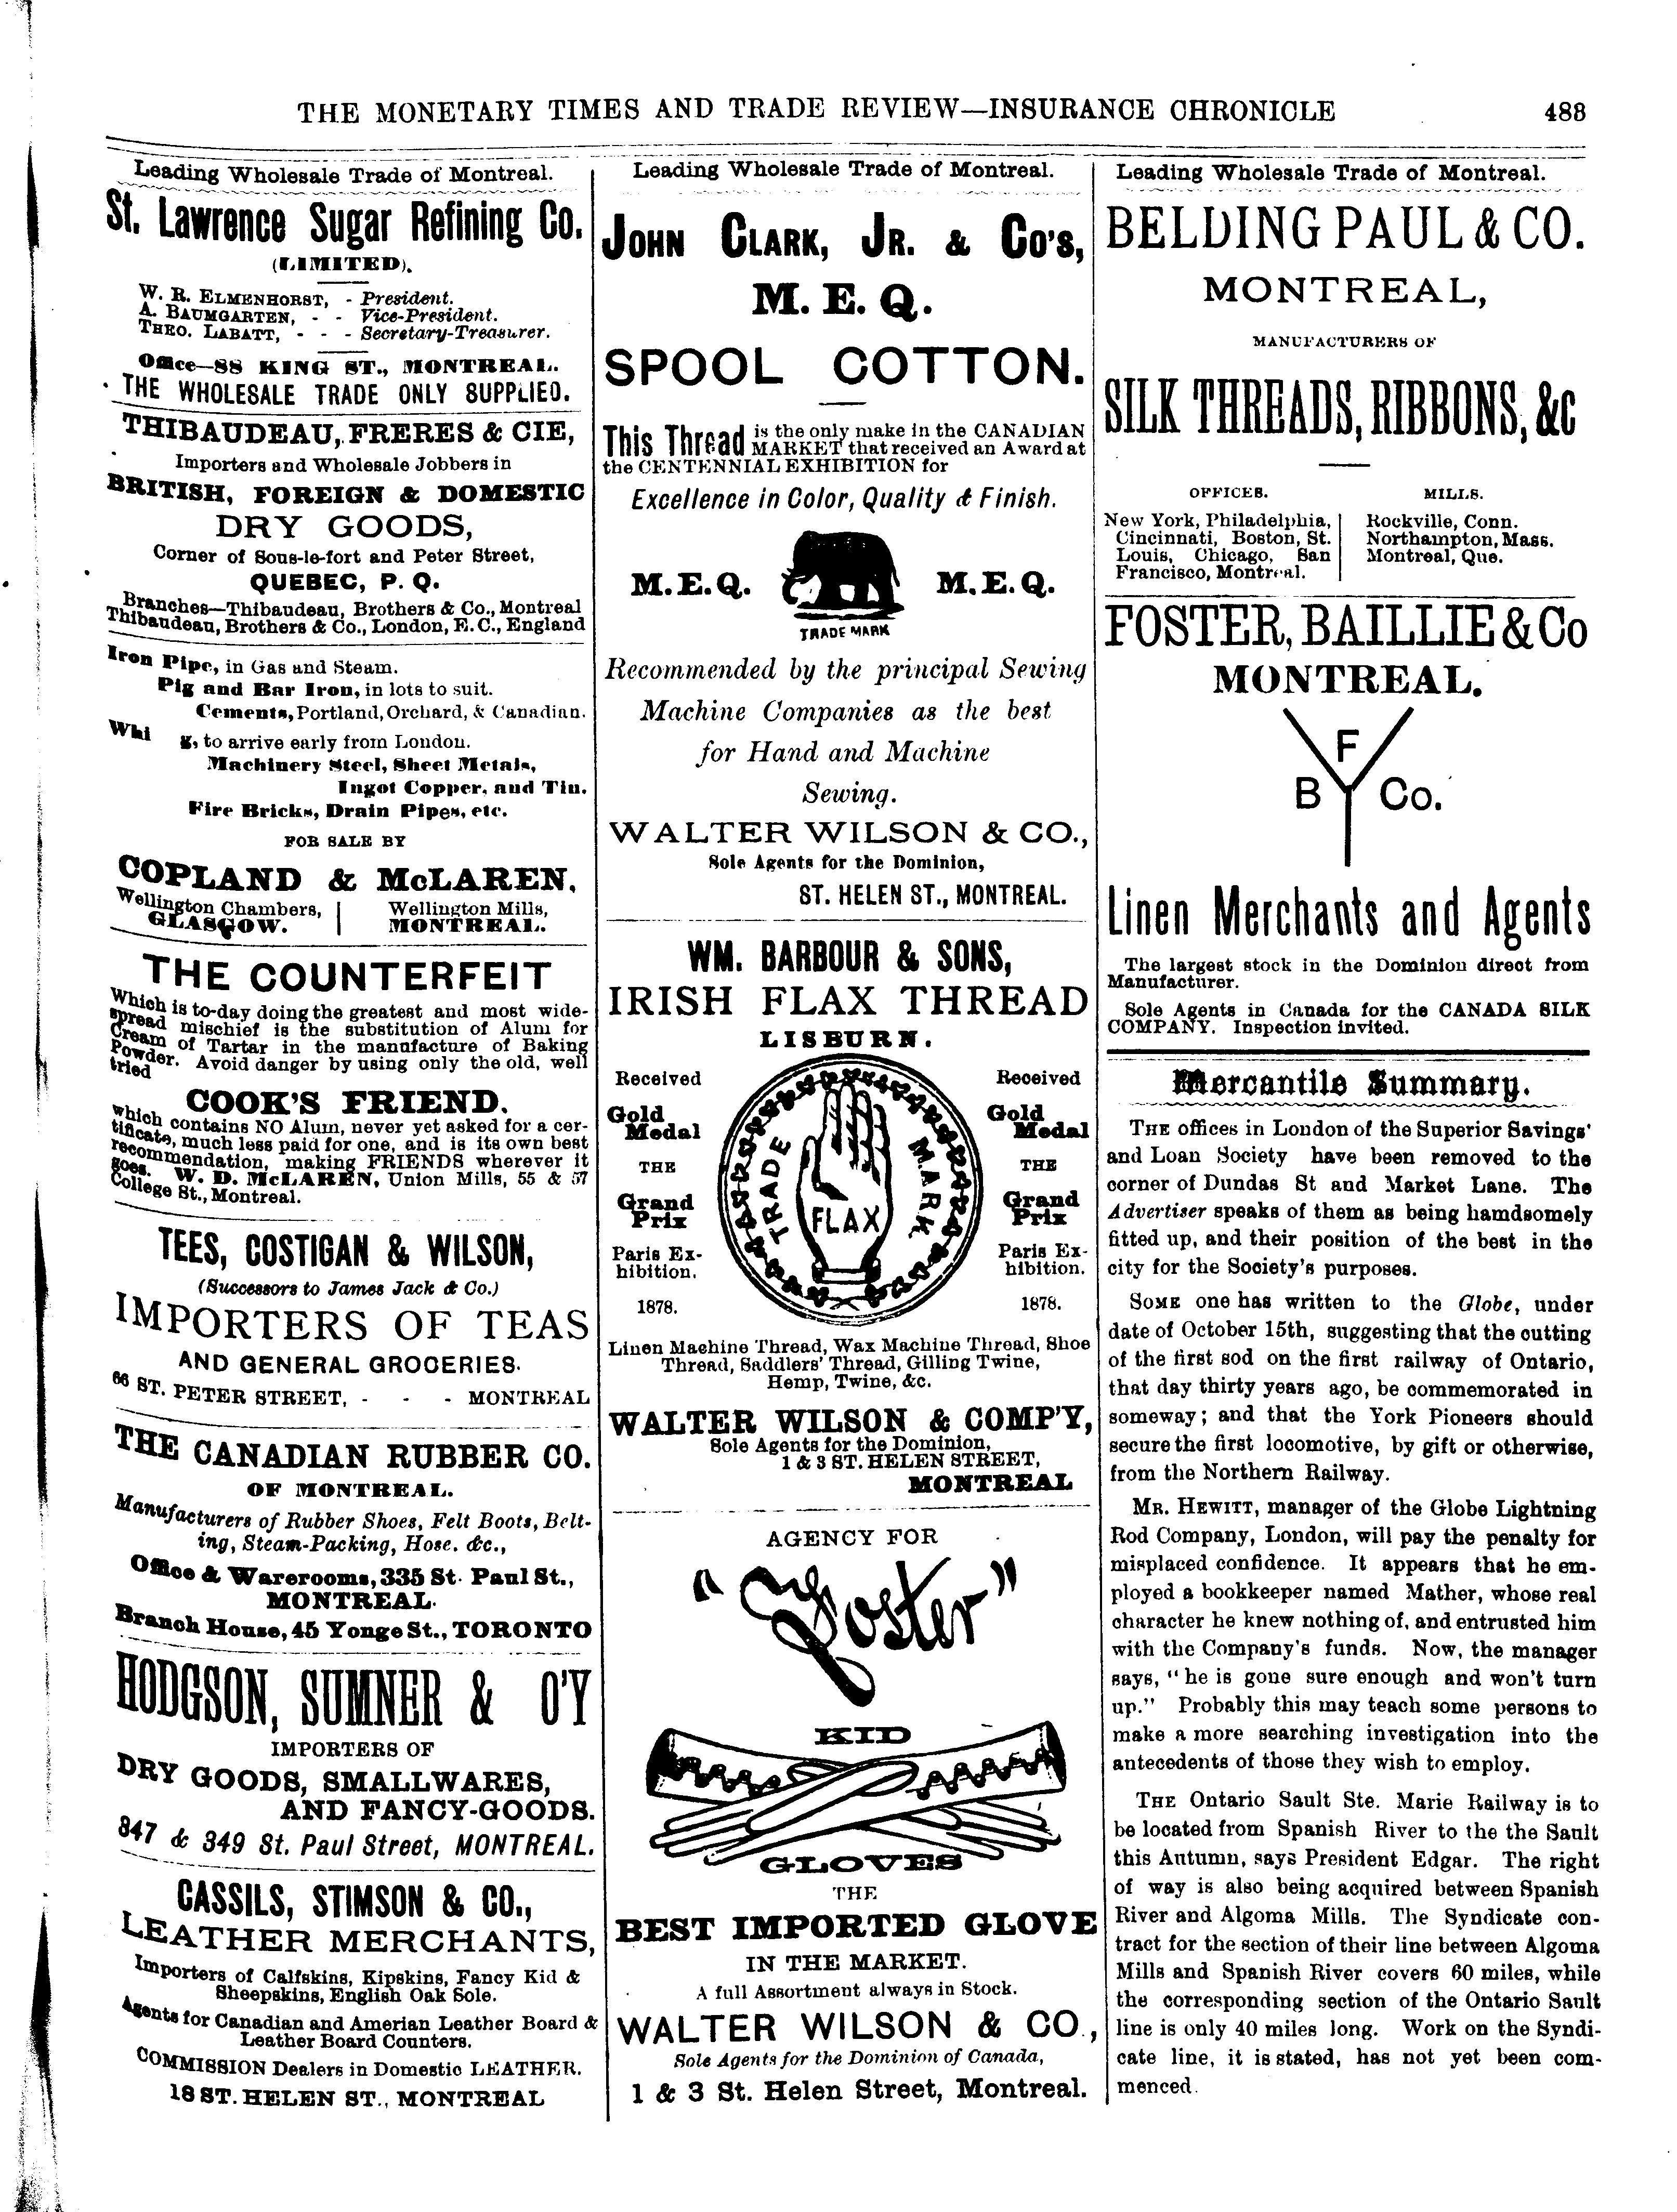 THE MONETARY TIMES AND TRADE REVIEW—INSURANCE CHRONICLE 483
Leading Wholesale Trade of Montreal.
St. Lawrence Sugar Refining Co.
(LIMITED).
W. R. ELMENHORST, - President.
A. BAUMGARTEN, - - Vice-President.
THEO. LABATT, - - - Secretary-Treasurer.
Office—88 KING ST., MONTREAL.
THE WHOLESALE TRADE ONLY SUPPLIED.
THIBAUDEAU, FRERES & CIE,
Importers and Wholesale Jobbers in
BRITISH, FOREIGN & DOMESTIC
DRY GOODS,
Corner of Sous-le-fort and Peter Street,
QUEBEC, P. Q.
Branches—Thibaudeau, Brothers & Co., Montreal
Thibaudeau, Brothers & Co., London, E.C., England
Iron Pipe, in Gas and Steam.
Pig and Bar Iron, in lots to suit.
Cements, Portland, Orchard, & Canadian.
Whi g, to arrive early from London.
Machinery Steel, Sheet Metals,
Ingot Copper, and Tin.
Fire Bricks, Drain Pipes, etc.
FOR SALE BY
COPLAND & McLAREN,
Wellington Chambers, | Wellington Mills,
GLASGOW. | MONTREAL.
THE COUNTERFEIT
Which is to-day doing the greatest and most wide-
spread mischief is the substitution of Alum for
Cream of Tartar in the manufacture of Baking
Powder. Avoid danger by using only the old, well
tried
COOK'S FRIEND.
which contains NO Alum, never yet asked for a cer-
tificate, much less paid for one, and is its own best
recommendation, making FRIENDS wherever it
goes. W. D. McLAREN, Union Mills, 55 & 57
College St., Montreal.
TEES, COSTIGAN & WILSON,
(Successors to James Jack & Co.)
IMPORTERS OF TEAS
AND GENERAL GROCERIES.
66 ST. PETER STREET, - - - MONTREAL
THE CANADIAN RUBBER CO.
OF MONTREAL.
Manufacturers of Rubber Shoes, Felt Boots, Belt-
ing, Steam-Packing, Hose. &c.,
Office & Warerooms, 335 St. Paul St.,
MONTREAL.
Branch House, 45 Yonge St., TORONTO
HODGSON, SUMNER & O'Y
IMPORTERS OF
DRY GOODS, SMALLWARES,
AND FANCY-GOODS.
347 & 349 St. Paul Street, MONTREAL.
CASSILS, STIMSON & CO.,
LEATHER MERCHANTS,
Importers of Calfskins, Kipskins, Fancy Kid &
Sheepskins, English Oak Sole.
Agents for Canadian and Amerian Leather Board &
Leather Board Counters.
COMMISSION Dealers in Domestic LEATHER.
18 ST. HELEN ST., MONTREAL
Leading Wholesale Trade of Montreal.
JOHN CLARK, JR. & CO'S,
M. E. Q.
SPOOL COTTON.
This Thread is the only make in the CANADIAN
MARKET that received an Award at
the CENTENNIAL EXHIBITION for
Excellence in Color, Quality & Finish.
M.E.Q. M.E.Q.
TRADE MARK
Recommended by the principal Sewing
Machine Companies as the best
for Hand and Machine
Sewing.
WALTER WILSON & CO.,
Sole Agents for the Dominion,
ST. HELEN ST., MONTREAL.
WM. BARBOUR & SONS,
IRISH FLAX THREAD
LISBURN.
Received
Gold
Medal
THE
Grand
Prix
Paris Ex-
hibition.
1878.
TRADE MARK
FLAX
Received
Gold
Medal
THE
Grand
Prix
Paris Ex-
hibition.
1878.
Linen Machine Thread, Wax Machine Thread, Shoe
Thread, Saddlers' Thread, Gilling Twine,
Hemp, Twine, &c.
WALTER WILSON & COMP'Y,
Sole Agents for the Dominion,
1 & 3 ST. HELEN STREET,
MONTREAL
AGENCY FOR
"Foster"
KID
GLOVES
THE
BEST IMPORTED GLOVE
IN THE MARKET.
A full Assortment always in Stock.
WALTER WILSON & CO.,
Sole Agents for the Dominion of Canada,
1 & 3 St. Helen Street, Montreal.
Leading Wholesale Trade of Montreal.
BELDING PAUL & CO.
MONTREAL,
MANUFACTURERS OF
SILK THREADS, RIBBONS, &c
OFFICES. MILLS.
New York, Philadelphia, | Rockville, Conn.
Cincinnati, Boston, St. | Northampton, Mass.
Louis, Chicago, San | Montreal, Que.
Francisco, Montreal.
FOSTER, BAILLIE & Co
MONTREAL.
F
B Co.
Linen Merchants and Agents
The largest stock in the Dominion direct from
Manufacturer.
Sole Agents in Canada for the CANADA SILK
COMPANY. Inspection invited.
Mercantile Summary.
THE offices in London of the Superior Savings'
and Loan Society have been removed to the
corner of Dundas St and Market Lane. The
Advertiser speaks of them as being hamdsomely
fitted up, and their position of the best in the
city for the Society's purposes.
SOME one has written to the Globe, under
date of October 15th, suggesting that the cutting
of the first sod on the first railway of Ontario,
that day thirty years ago, be commemorated in
someway; and that the York Pioneers should
secure the first locomotive, by gift or otherwise,
from the Northern Railway.
MR. HEWITT, manager of the Globe Lightning
Rod Company, London, will pay the penalty for
misplaced confidence. It appears that he em-
ployed a bookkeeper named Mather, whose real
character he knew nothing of, and entrusted him
with the Company's funds. Now, the manager
says, "he is gone sure enough and won't turn
up." Probably this may teach some persons to
make a more searching investigation into the
antecedents of those they wish to employ.
THE Ontario Sault Ste. Marie Railway is to
be located from Spanish River to the the Sault
this Autumn, says President Edgar. The right
of way is also being acquired between Spanish
River and Algoma Mills. The Syndicate con-
tract for the section of their line between Algoma
Mills and Spanish River covers 60 miles, while
the corresponding section of the Ontario Sault
line is only 40 miles long. Work on the Syndi-
cate line, it is stated, has not yet been com-
menced.